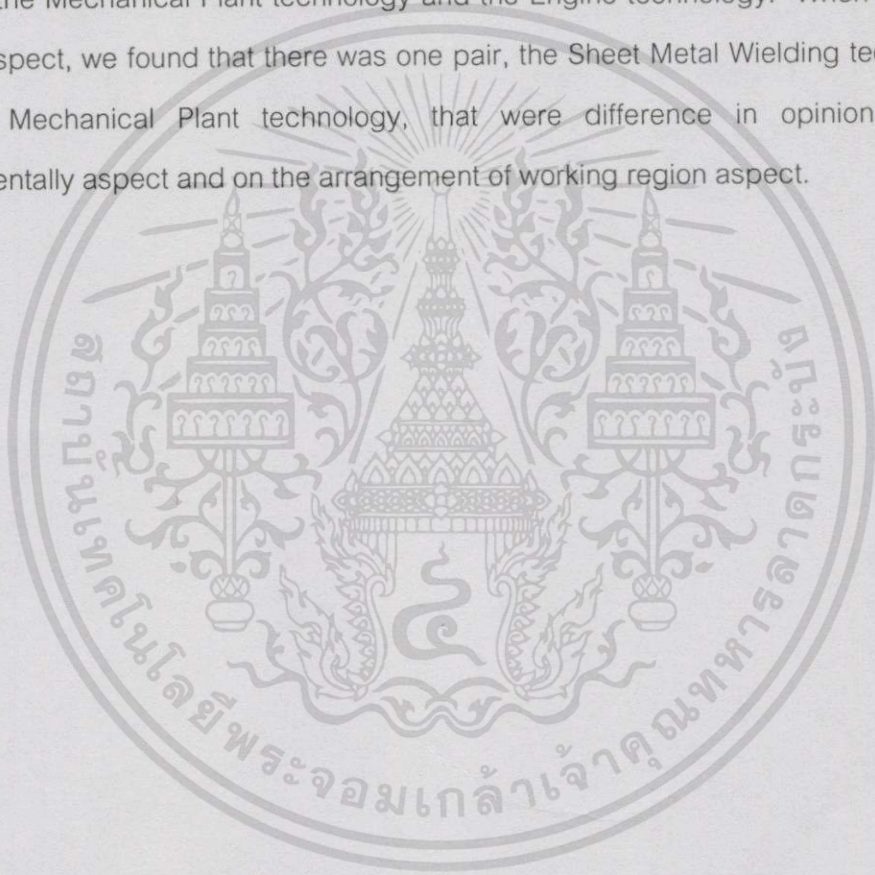 the Mechanical Plant technology and the Engine technology. When
spect, we found that there was one pair, the Sheet Metal Wielding te
Mechanical Plant technology, that were difference in opinion
entally aspect and on the arrangement of working region aspect.
สถาบันเทคโนโลยีพระจอมเกล้าเจ้าคุณทหารลาดกระบัง
๔